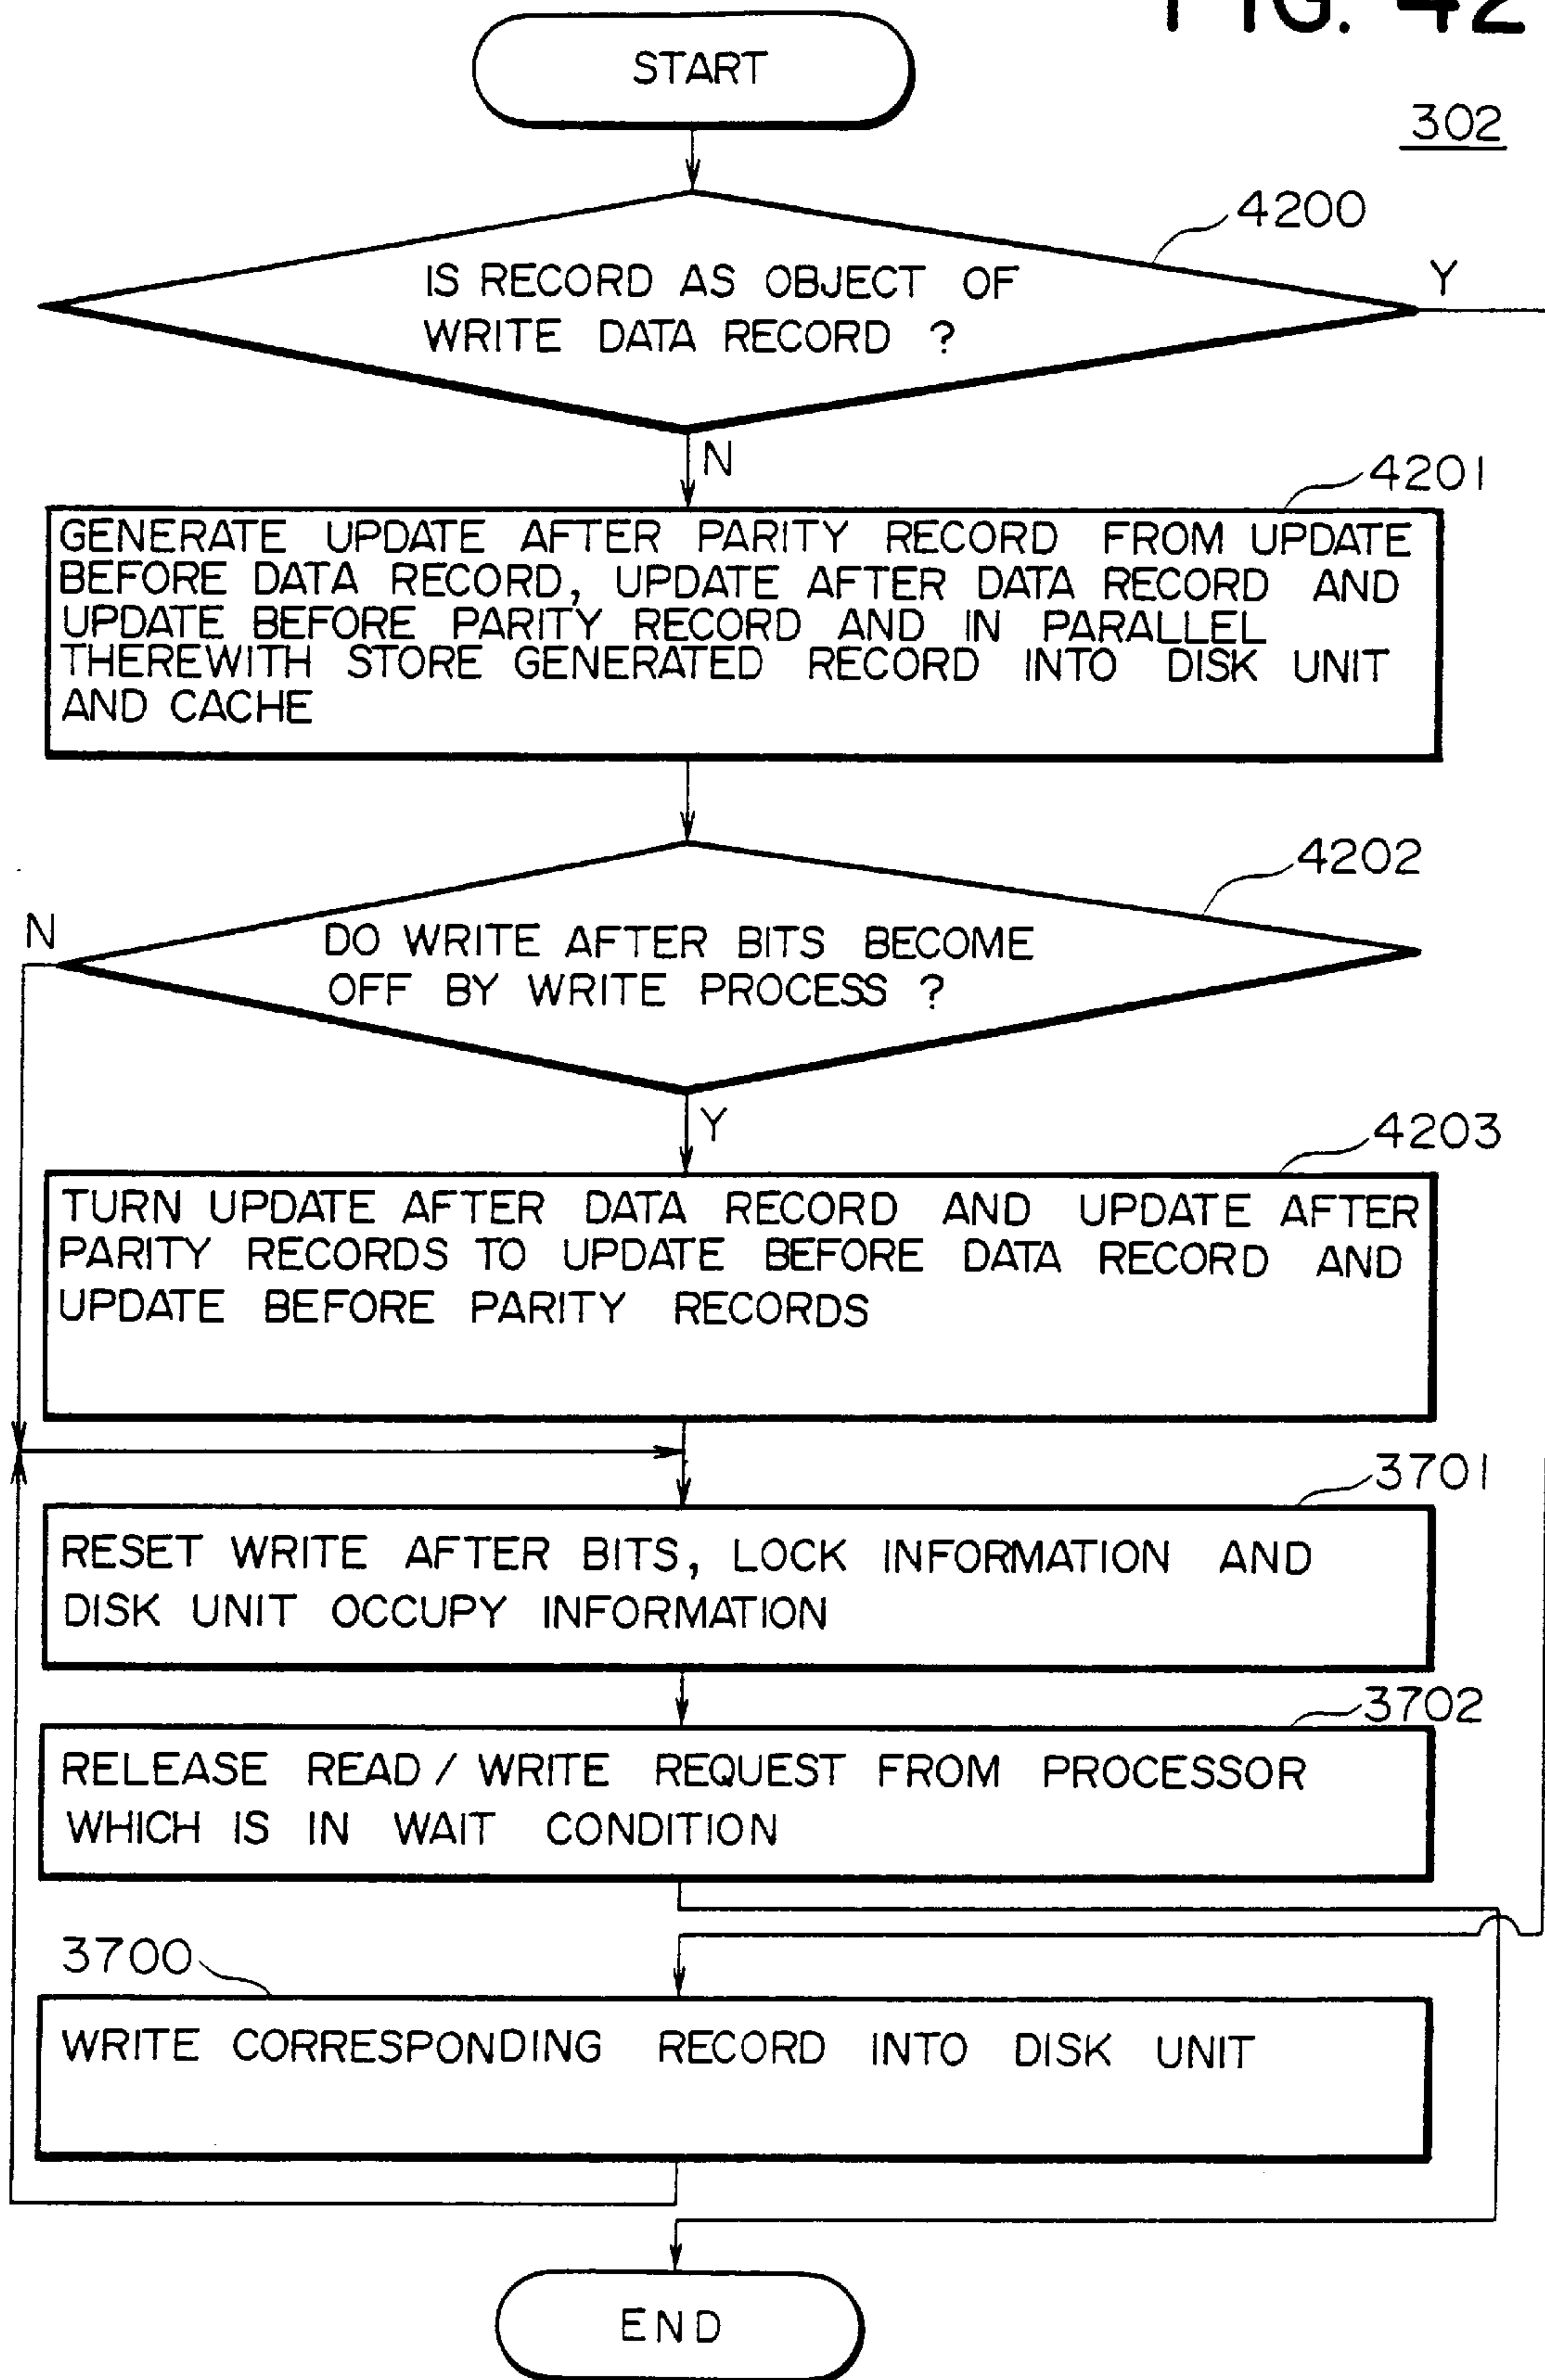 FIG. 42
START
302
4200
IS RECORD AS OBJECT OF
WRITE DATA RECORD ?
Y
N
4201
GENERATE UPDATE AFTER PARITY RECORD FROM UPDATE
BEFORE DATA RECORD, UPDATE AFTER DATA RECORD AND
UPDATE BEFORE PARITY RECORD AND IN PARALLEL
THEREWITH STORE GENERATED RECORD INTO DISK UNIT
AND CACHE
4202
N
DO WRITE AFTER BITS BECOME
OFF BY WRITE PROCESS ?
Y
4203
TURN UPDATE AFTER DATA RECORD AND UPDATE AFTER
PARITY RECORDS TO UPDATE BEFORE DATA RECORD AND
UPDATE BEFORE PARITY RECORDS
3701
RESET WRITE AFTER BITS, LOCK INFORMATION AND
DISK UNIT OCCUPY INFORMATION
3702
RELEASE READ / WRITE REQUEST FROM PROCESSOR
WHICH IS IN WAIT CONDITION
3700
WRITE CORRESPONDING RECORD INTO DISK UNIT
END